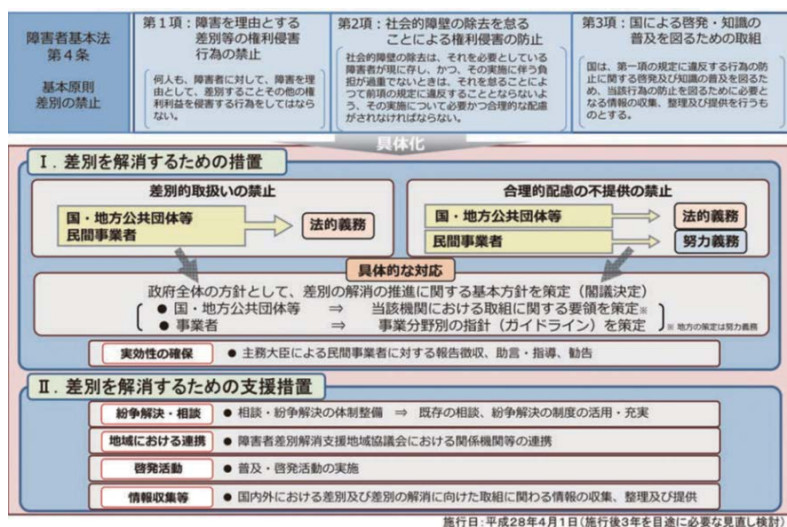 障害者基本法
第4条
基本原則
差別の禁止
第1項：障害を理由とする
差別等の権利侵害
行為の禁止
何人も、障害者に対して、障害を理
由として、差別することその他の権
利利益を侵害する行為をしてはなら
ない。
第2項：社会的障壁の除去を怠る
ことによる権利侵害の防止
社会的障壁の除去は、それを必要としている
障害者が現に存し、かつ、その実施に伴う負
担が過重でないときは、それを怠ることによ
つて前項の規定に違反することとならないよ
う、その実施について必要かつ合理的な配慮
がされなければならない。
第3項：国による啓発・知識の
普及を図るための取組
国は、第一項の規定に違反する行為の防
止に関する啓発及び知識の普及を図るた
め、当該行為の防止を図るために必要と
なる情報の収集、整理及び提供を行うも
のとする。
具体化
Ⅰ．差別を解消するための措置
差別的取扱いの禁止
国・地方公共団体等
民間事業者
法的義務
合理的配慮の不提供の禁止
国・地方公共団体等
法的義務
民間事業者
努力義務
具体的な対応
政府全体の方針として、差別の解消の推進に関する基本方針を策定（閣議決定）
● 国・地方公共団体等 ⇒ 当該機関における取組に関する要領を策定※
● 事業者 ⇒ 事業分野別の指針（ガイドライン）を策定
※ 地方の策定は努力義務
実効性の確保
● 主務大臣による民間事業者に対する報告徴収、助言・指導、勧告
Ⅱ．差別を解消するための支援措置
紛争解決・相談
● 相談・紛争解決の体制整備 ⇒ 既存の相談、紛争解決の制度の活用・充実
地域における連携
● 障害者差別解消支援地域協議会における関係機関等の連携
啓発活動
● 普及・啓発活動の実施
情報収集等
● 国内外における差別及び差別の解消に向けた取組に関わる情報の収集、整理及び提供
施行日：平成28年4月1日（施行後3年を目途に必要な見直し検討）